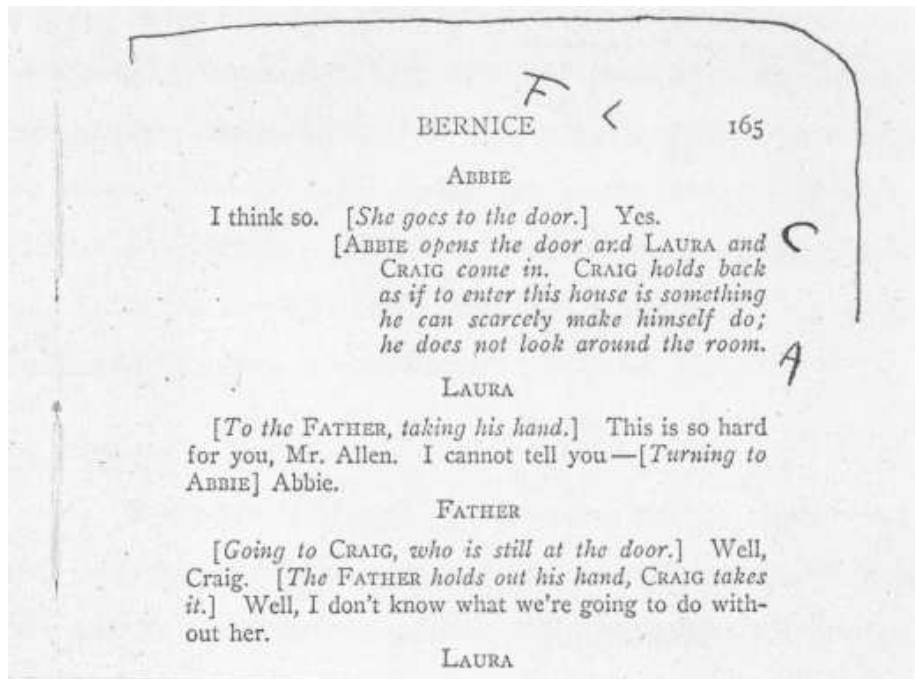 F <
BERNICE 165
ABBIE
I think so. [She goes to the door.] Yes.
[ABBIE opens the door and LAURA and C
CRAIG come in. CRAIG holds back
as if to enter this house is something
he can scarcely make himself do;
he does not look around the room.
A
LAURA
[To the FATHER, taking his hand.] This is so hard
for you, Mr. Allen. I cannot tell you—[Turning to
ABBIE] Abbie.
FATHER
[Going to CRAIG, who is still at the door.] Well,
Craig. [The FATHER holds out his hand, CRAIG takes
it.] Well, I don't know what we're going to do with-
out her.
LAURA